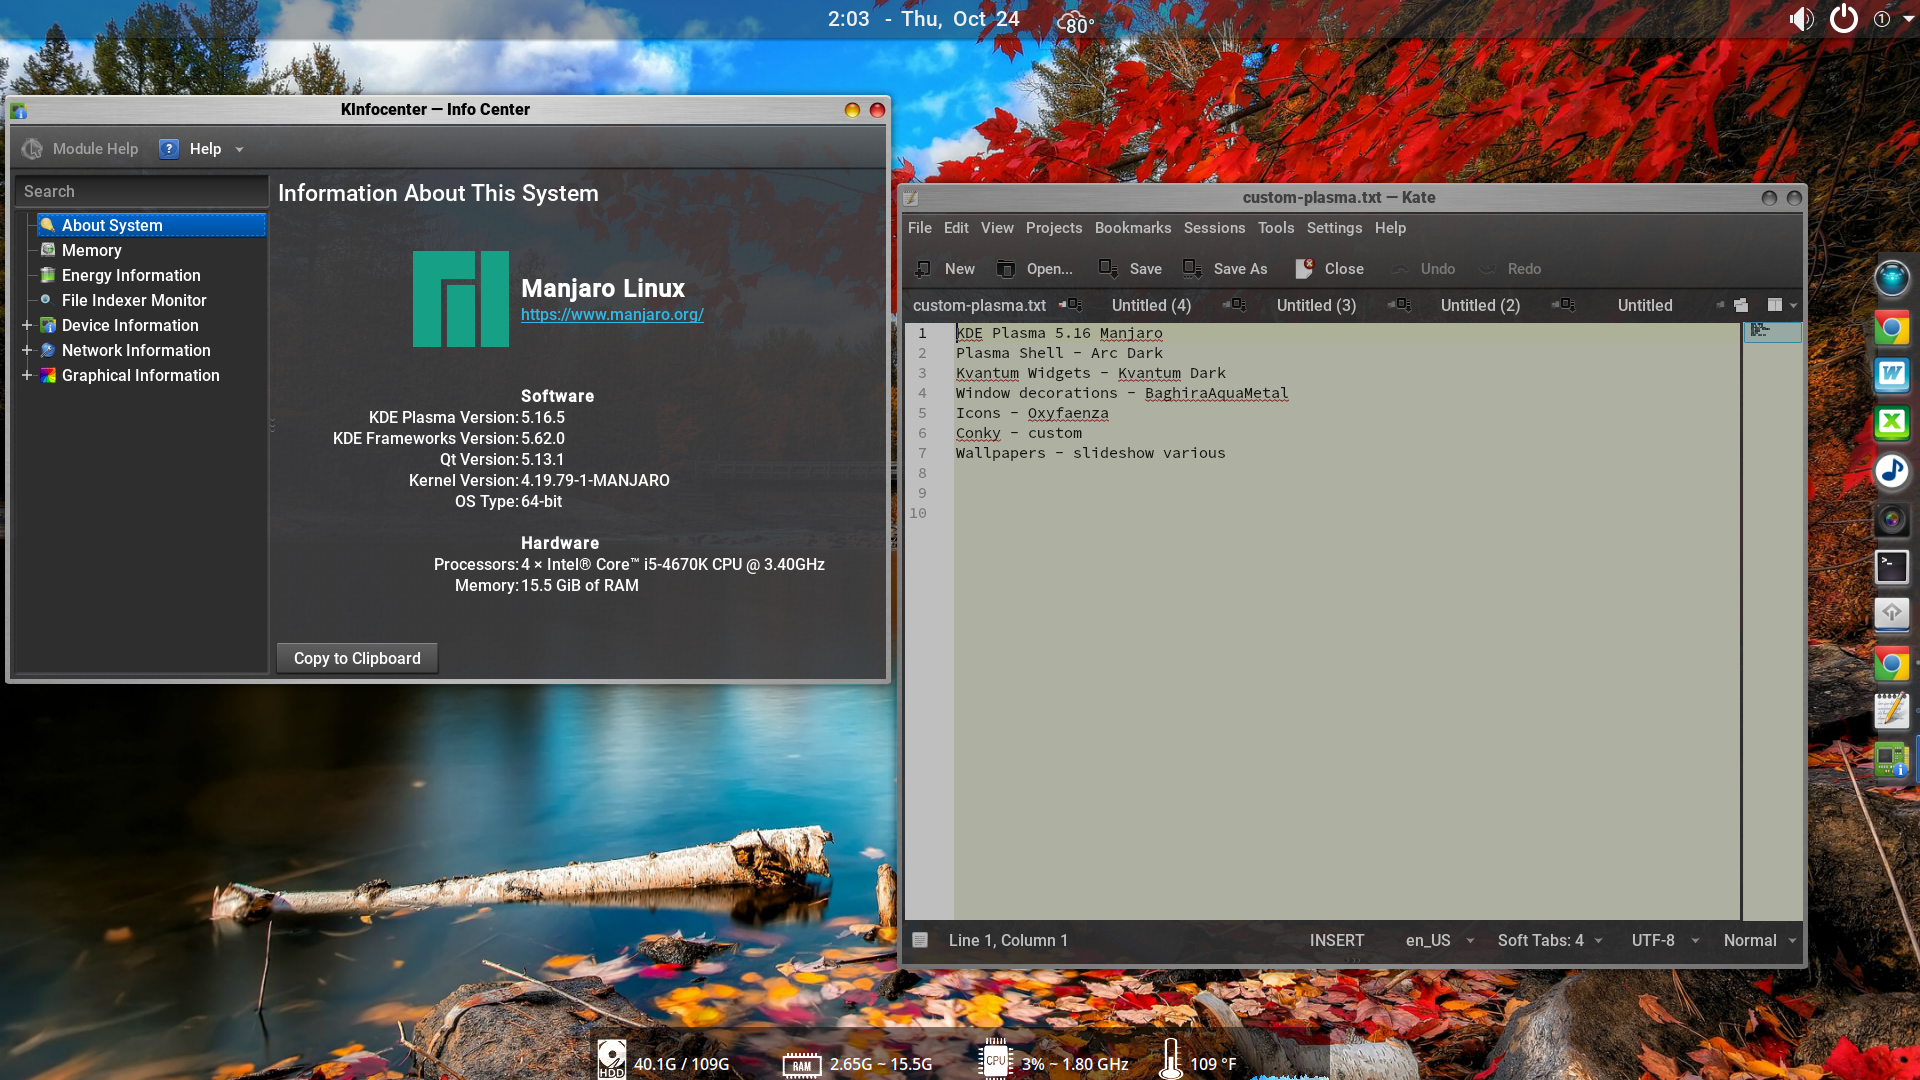 2:03 - Thu, Oct 24 80°
1
KInfocenter — Info Center
Module Help ? Help
Search
About System
Memory
Energy Information
File Indexer Monitor
Device Information
Network Information
Graphical Information
Information About This System
Manjaro Linux
https://www.manjaro.org/
Software
KDE Plasma Version: 5.16.5
KDE Frameworks Version: 5.62.0
Qt Version: 5.13.1
Kernel Version: 4.19.79-1-MANJARO
OS Type: 64-bit
Hardware
Processors: 4 × Intel® Core™ i5-4670K CPU @ 3.40GHz
Memory: 15.5 GiB of RAM
Copy to Clipboard
custom-plasma.txt — Kate
File Edit View Projects Bookmarks Sessions Tools Settings Help
New Open... Save Save As Close Undo Redo
custom-plasma.txt Untitled (4) Untitled (3) Untitled (2) Untitled
1 KDE Plasma 5.16 Manjaro
2 Plasma Shell - Arc Dark
3 Kvantum Widgets - Kvantum Dark
4 Window decorations - BaghiraAquaMetal
5 Icons - Oxyfaenza
6 Conky - custom
7 Wallpapers - slideshow various
8
9
10
Line 1, Column 1 INSERT en_US Soft Tabs: 4 UTF-8 Normal
W
X
>_
HDD 40.1G / 109G RAM 2.65G ~ 15.5G CPU 3% ~ 1.80 GHz 109 °F